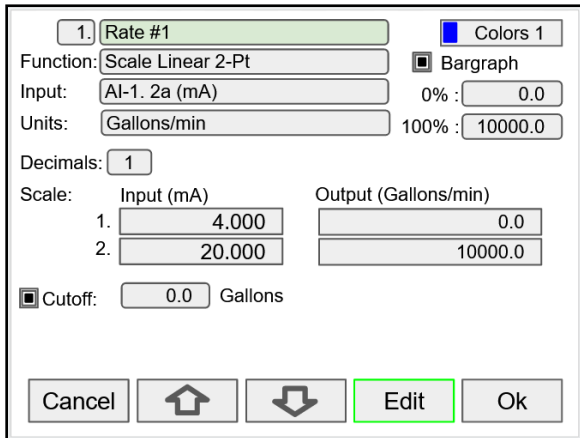 1. Rate #1 Colors 1
Function: Scale Linear 2-Pt Bargraph
Input: AI-1. 2a (mA) 0% : 0.0
Units: Gallons/min 100% : 10000.0
Decimals: 1
Scale: Input (mA) Output (Gallons/min)
1. 4.000 0.0
2. 20.000 10000.0
Cutoff: 0.0 Gallons
Cancel Edit Ok